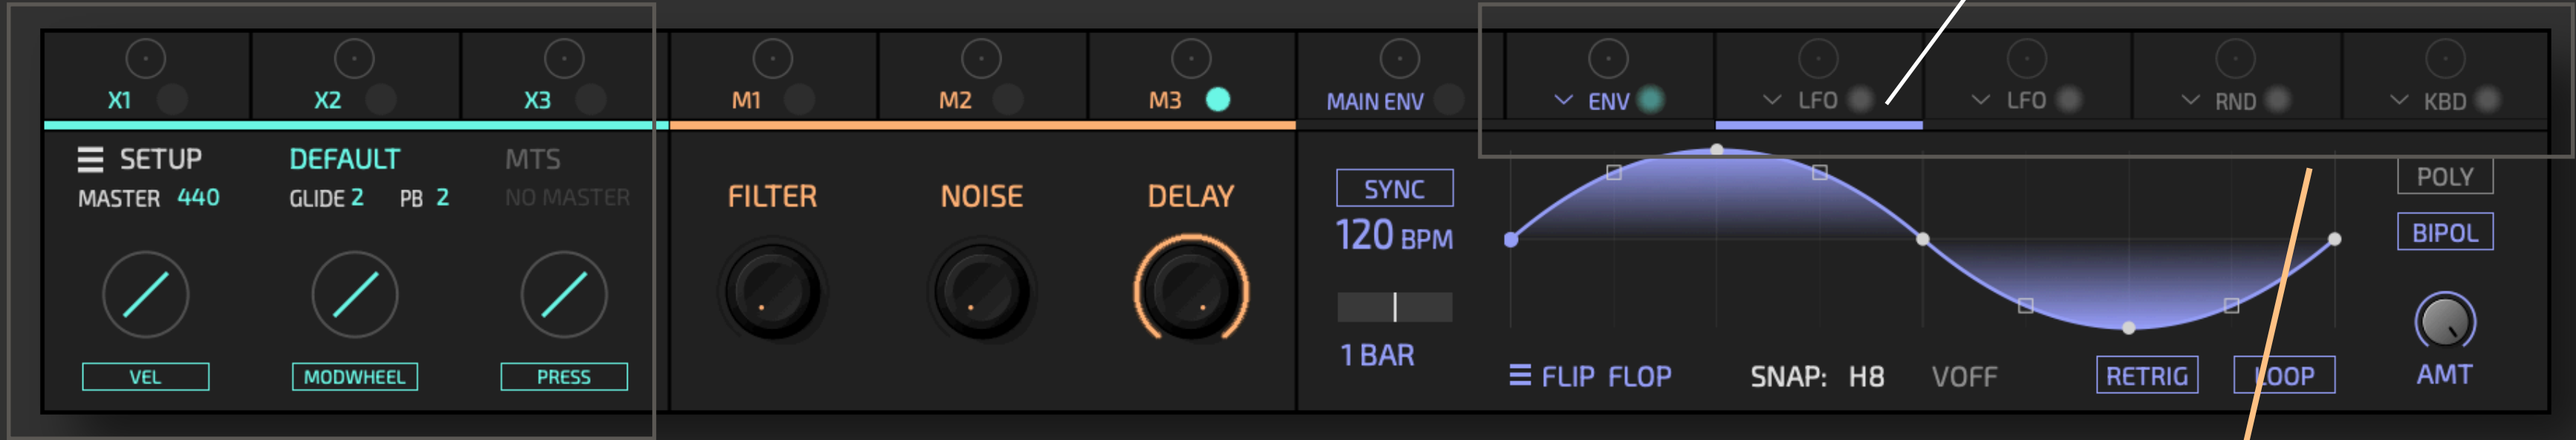 X1 X2 X3 M1 M2 M3 MAIN ENV ENV LFO LFO RND KBD
SETUP DEFAULT MTS
MASTER 440 GLIDE 2 PB 2 NO MASTER
FILTER NOISE DELAY
SYNC
120 BPM
1 BAR
POLY
BIPOL
AMT
VEL MODWHEEL PRESS
FLIP FLOP SNAP: H8 VOFF RETRIG LOOP